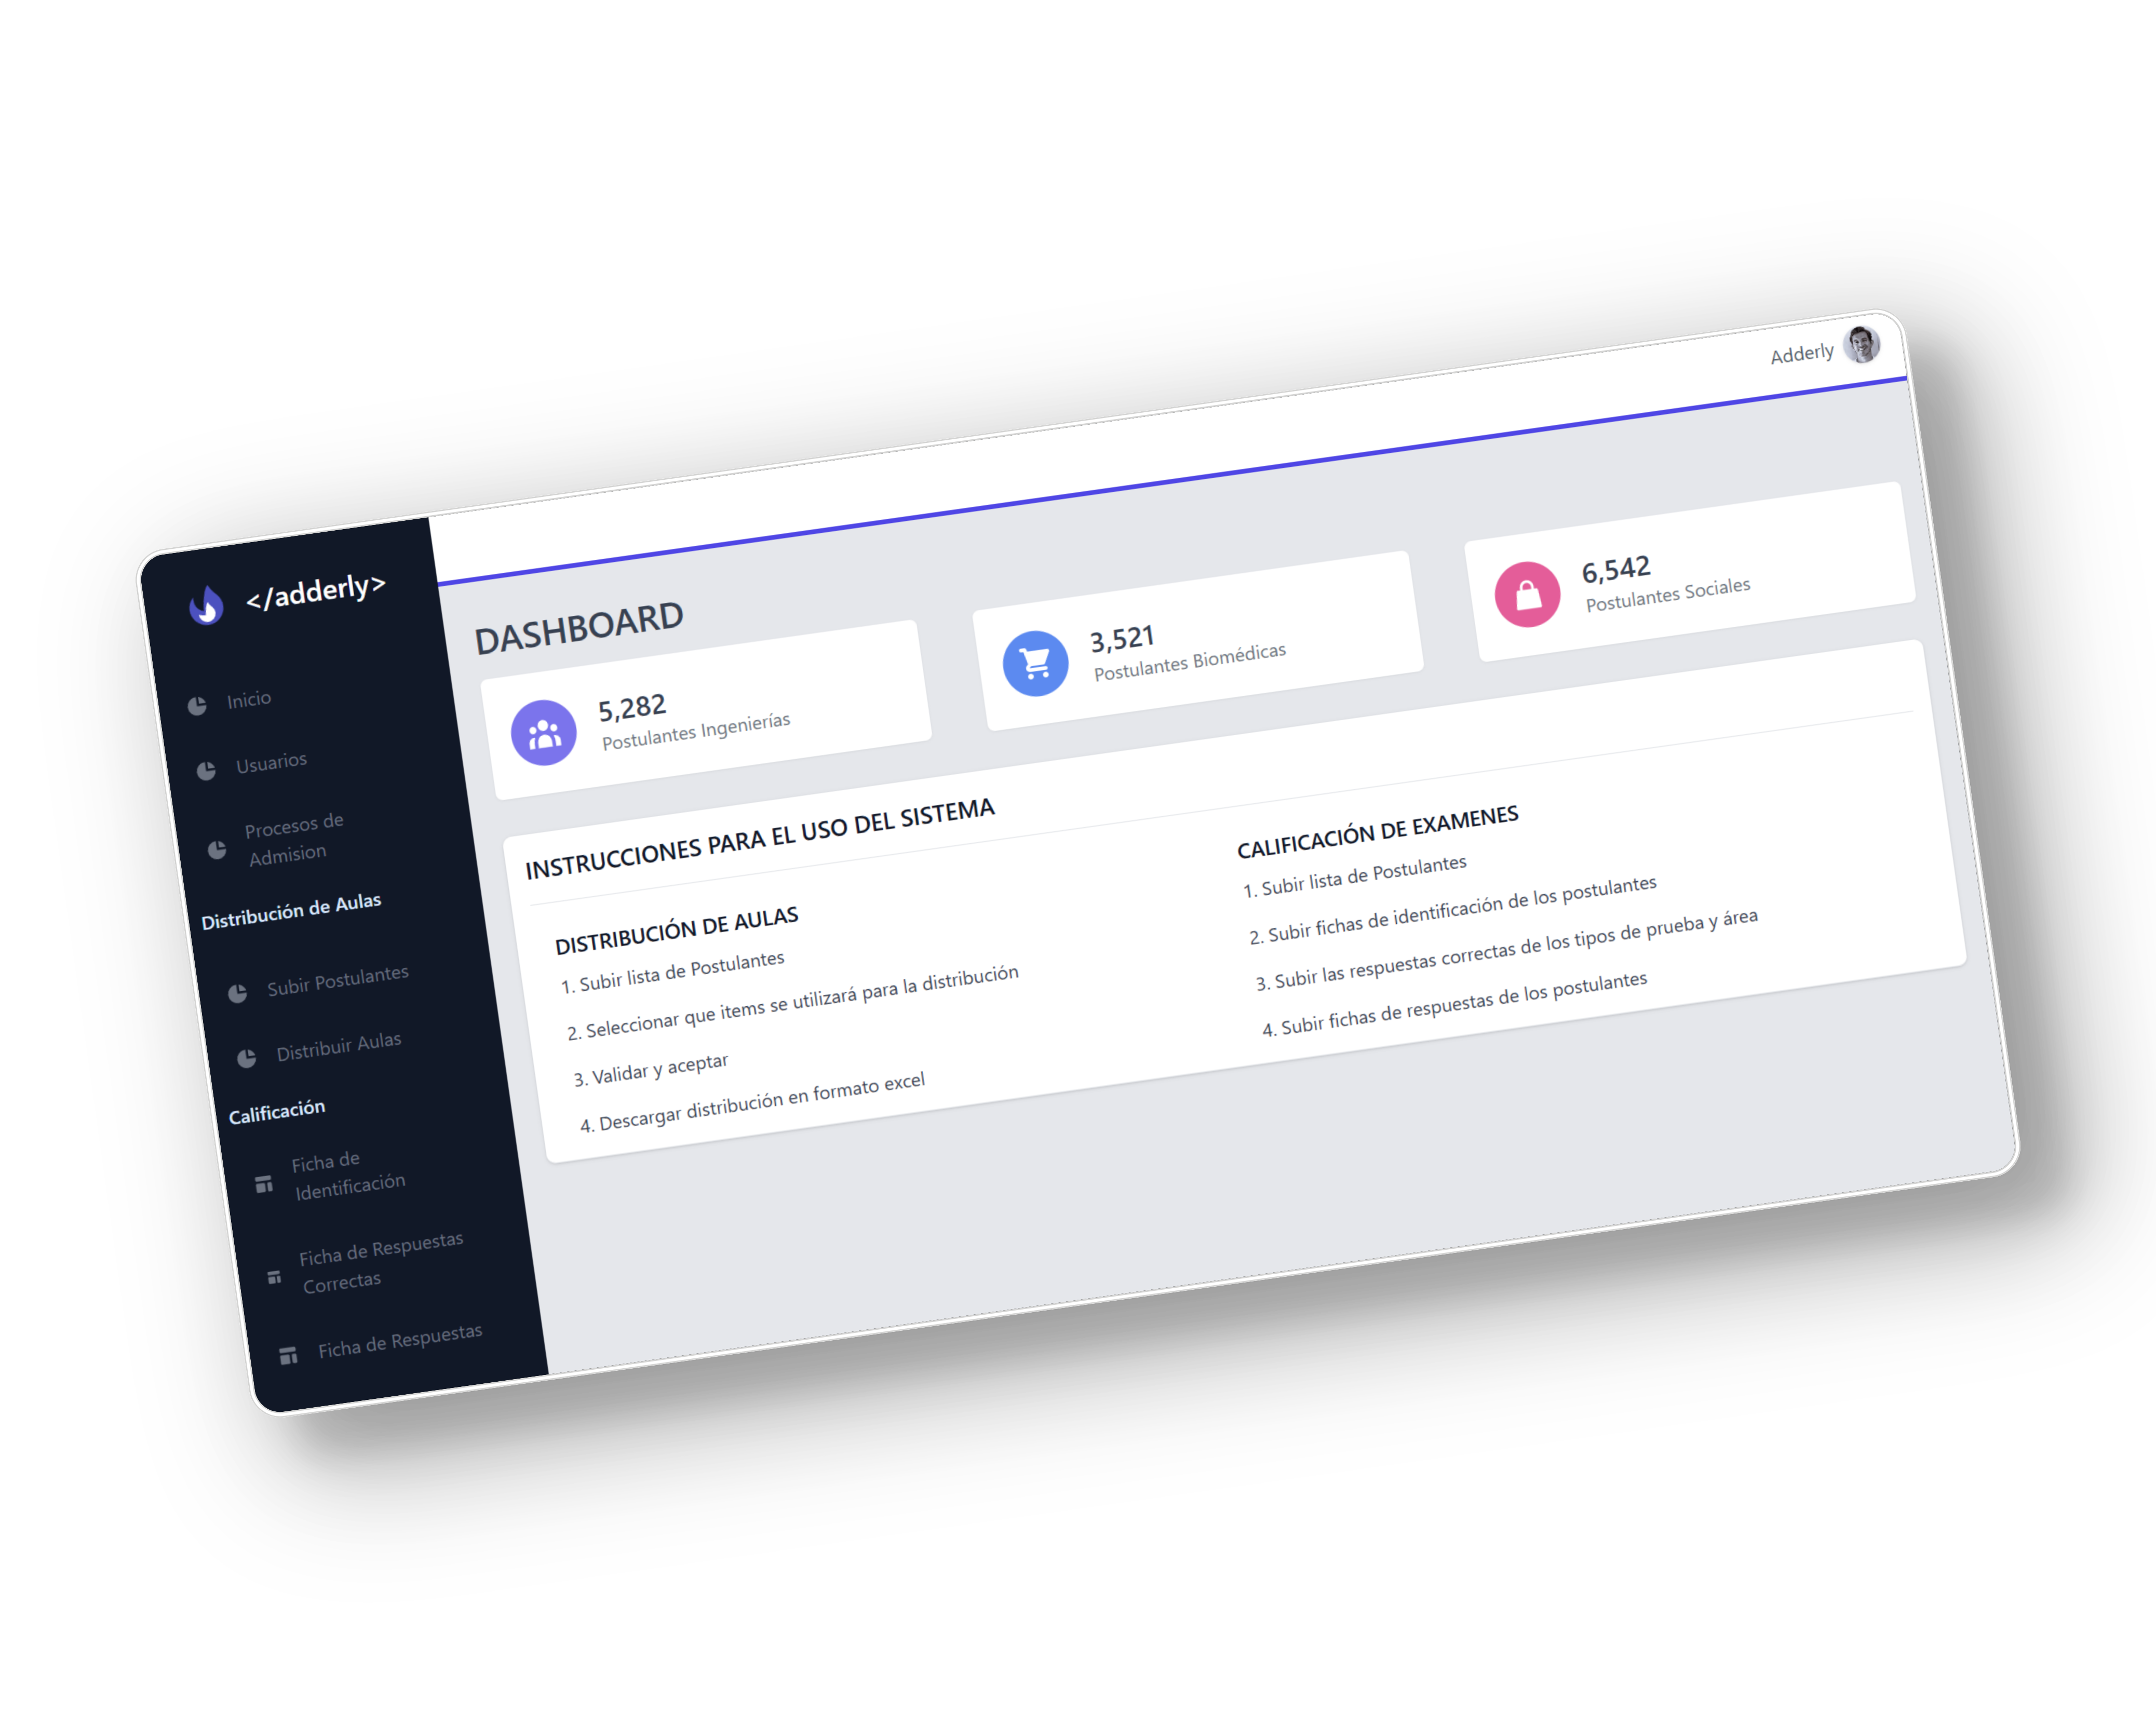 </adderly>
Inicio
Usuarios
Procesos de
Admision
Distribución de Aulas
Subir Postulantes
Distribuir Aulas
Calificación
Ficha de
Identificación
Ficha de Respuestas
Correctas
Ficha de Respuestas
Adderly
DASHBOARD
5,282
Postulantes Ingenierías
3,521
Postulantes Biomédicas
6,542
Postulantes Sociales
INSTRUCCIONES PARA EL USO DEL SISTEMA
DISTRIBUCIÓN DE AULAS
1. Subir lista de Postulantes
2. Seleccionar que items se utilizará para la distribución
3. Validar y aceptar
4. Descargar distribución en formato excel
CALIFICACIÓN DE EXAMENES
1. Subir lista de Postulantes
2. Subir fichas de identificación de los postulantes
3. Subir las respuestas correctas de los tipos de prueba y área
4. Subir fichas de respuestas de los postulantes